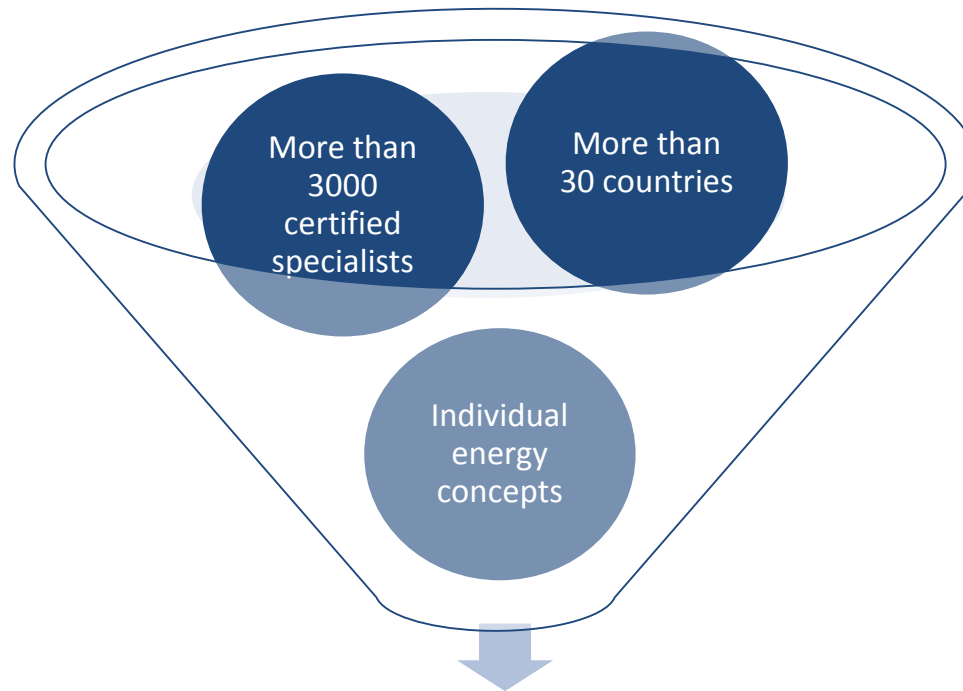 More than
3000
certified
specialists
More than
30 countries
Individual
energy
concepts